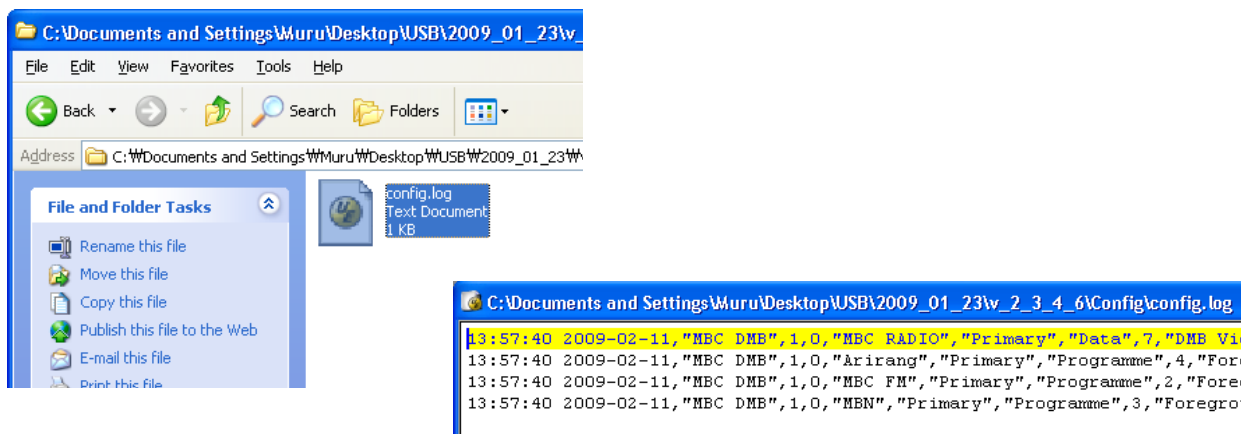 C:\Documents and Settings\Muru\Desktop\USB\2009_01_23\v_
File Edit View Favorites Tools Help
Back Search Folders
Address C:₩Documents and Settings₩Muru₩Desktop₩USB₩2009_01_23₩
File and Folder Tasks
Rename this file
Move this file
Copy this file
Publish this file to the Web
E-mail this file
Print this file
config.log
Text Document
1 KB
C:\Documents and Settings\Muru\Desktop\USB\2009_01_23\v_2_3_4_6\Config\config.log
13:57:40 2009-02-11,"MBC DMB",1,0,"MBC RADIO","Primary","Data",7,"DMB Vi
13:57:40 2009-02-11,"MBC DMB",1,0,"Arirang","Primary","Programme",4,"For
13:57:40 2009-02-11,"MBC DMB",1,0,"MBC FM","Primary","Programme",2,"Fore
13:57:40 2009-02-11,"MBC DMB",1,0,"MBN","Primary","Programme",3,"Foregro